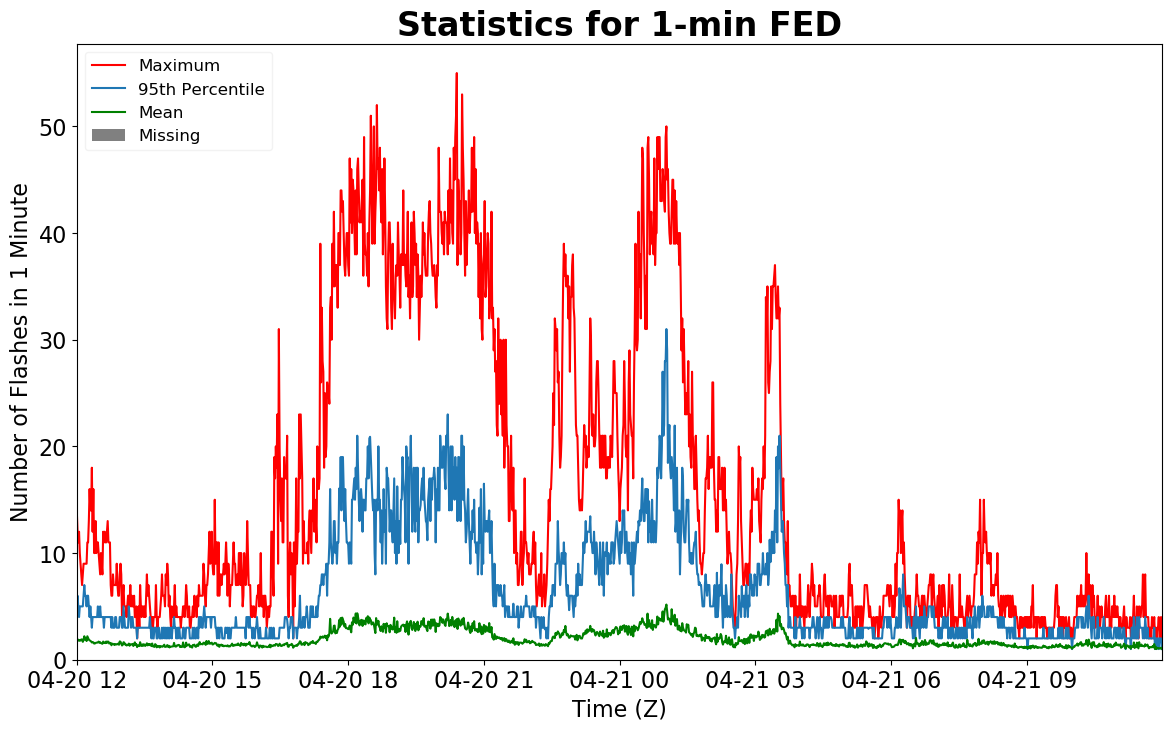 Statistics for 1-min FED
Maximum
95th Percentile
Mean
Missing
Number of Flashes in 1 Minute
50
40
30
20
10
0
04-20 12
04-20 15
04-20 18
04-20 21
04-21 00
04-21 03
04-21 06
04-21 09
Time (Z)